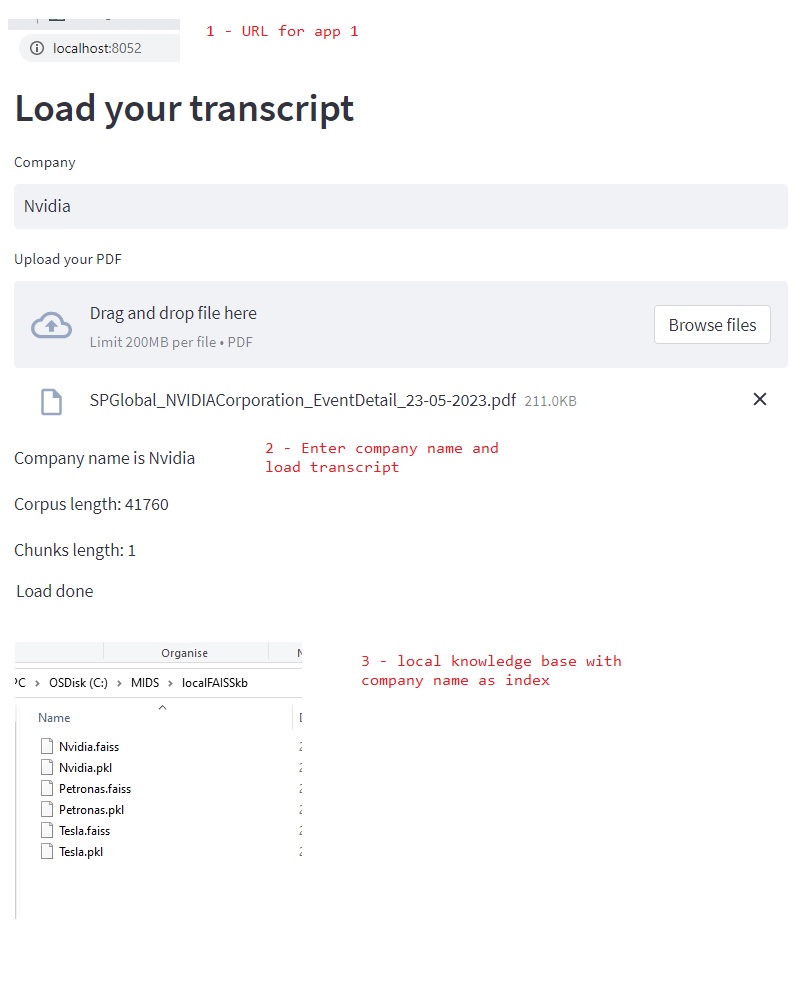 1 - URL for app 1
localhost:8052
Load your transcript
Company
Nvidia
Upload your PDF
Drag and drop file here
Limit 200MB per file • PDF
Browse files
SPGlobal_NVIDIACorporation_EventDetail_23-05-2023.pdf 211.0KB
2 - Enter company name and
load transcript
Company name is Nvidia
Corpus length: 41760
Chunks length: 1
Load done
Organise
3 - local knowledge base with
company name as index
PC > OSDisk (C:) > MIDS > localFAISSkb
Name
Nvidia.faiss
Nvidia.pkl
Petronas.faiss
Petronas.pkl
Tesla.faiss
Tesla.pkl